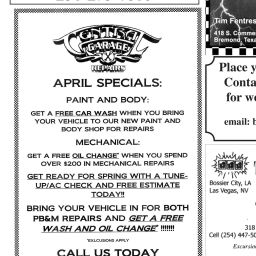 CENTRAL
GARAGE
REPAIRS
APRIL SPECIALS:
PAINT AND BODY:
GET A FREE CAR WASH WHEN YOU BRING
YOUR VEHICLE TO OUR NEW PAINT AND
BODY SHOP FOR REPAIRS
MECHANICAL:
GET A FREE OIL CHANGE* WHEN YOU SPEND
OVER $200 IN MECHANICAL REPAIRS
GET READY FOR SPRING WITH A TUNE-
UP/AC CHECK AND FREE ESTIMATE
TODAY!!
BRING YOUR VEHICLE IN FOR BOTH
PB&M REPAIRS AND GET A FREE
WASH AND OIL CHANGE* !!!!!!!
*EXCLUSIONS APPLY
CALL US TODAY
Tim Fentres
418 S. Comme
Bremond, Texa
Place y
Conta
for we
email: b
Bossier City, LA
Las Vegas, NV
318
Cell (254) 447-50
Excursion